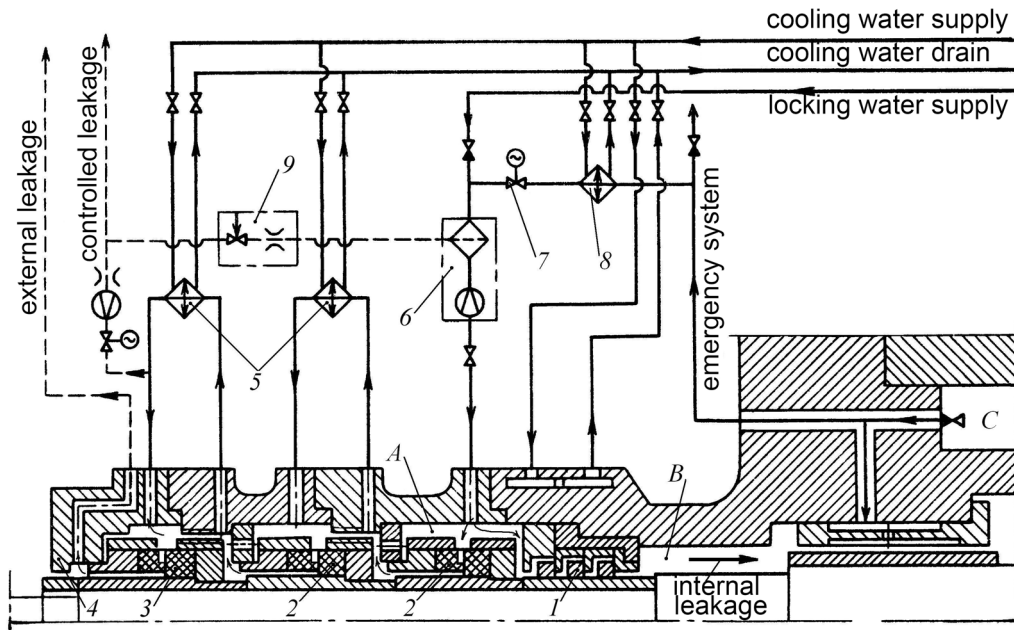 cooling water supply
cooling water drain
locking water supply
external leakage
controlled leakage
9
7
8
6
5
emergency system
C
A
B
internal
leakage
4
3
2
2
1